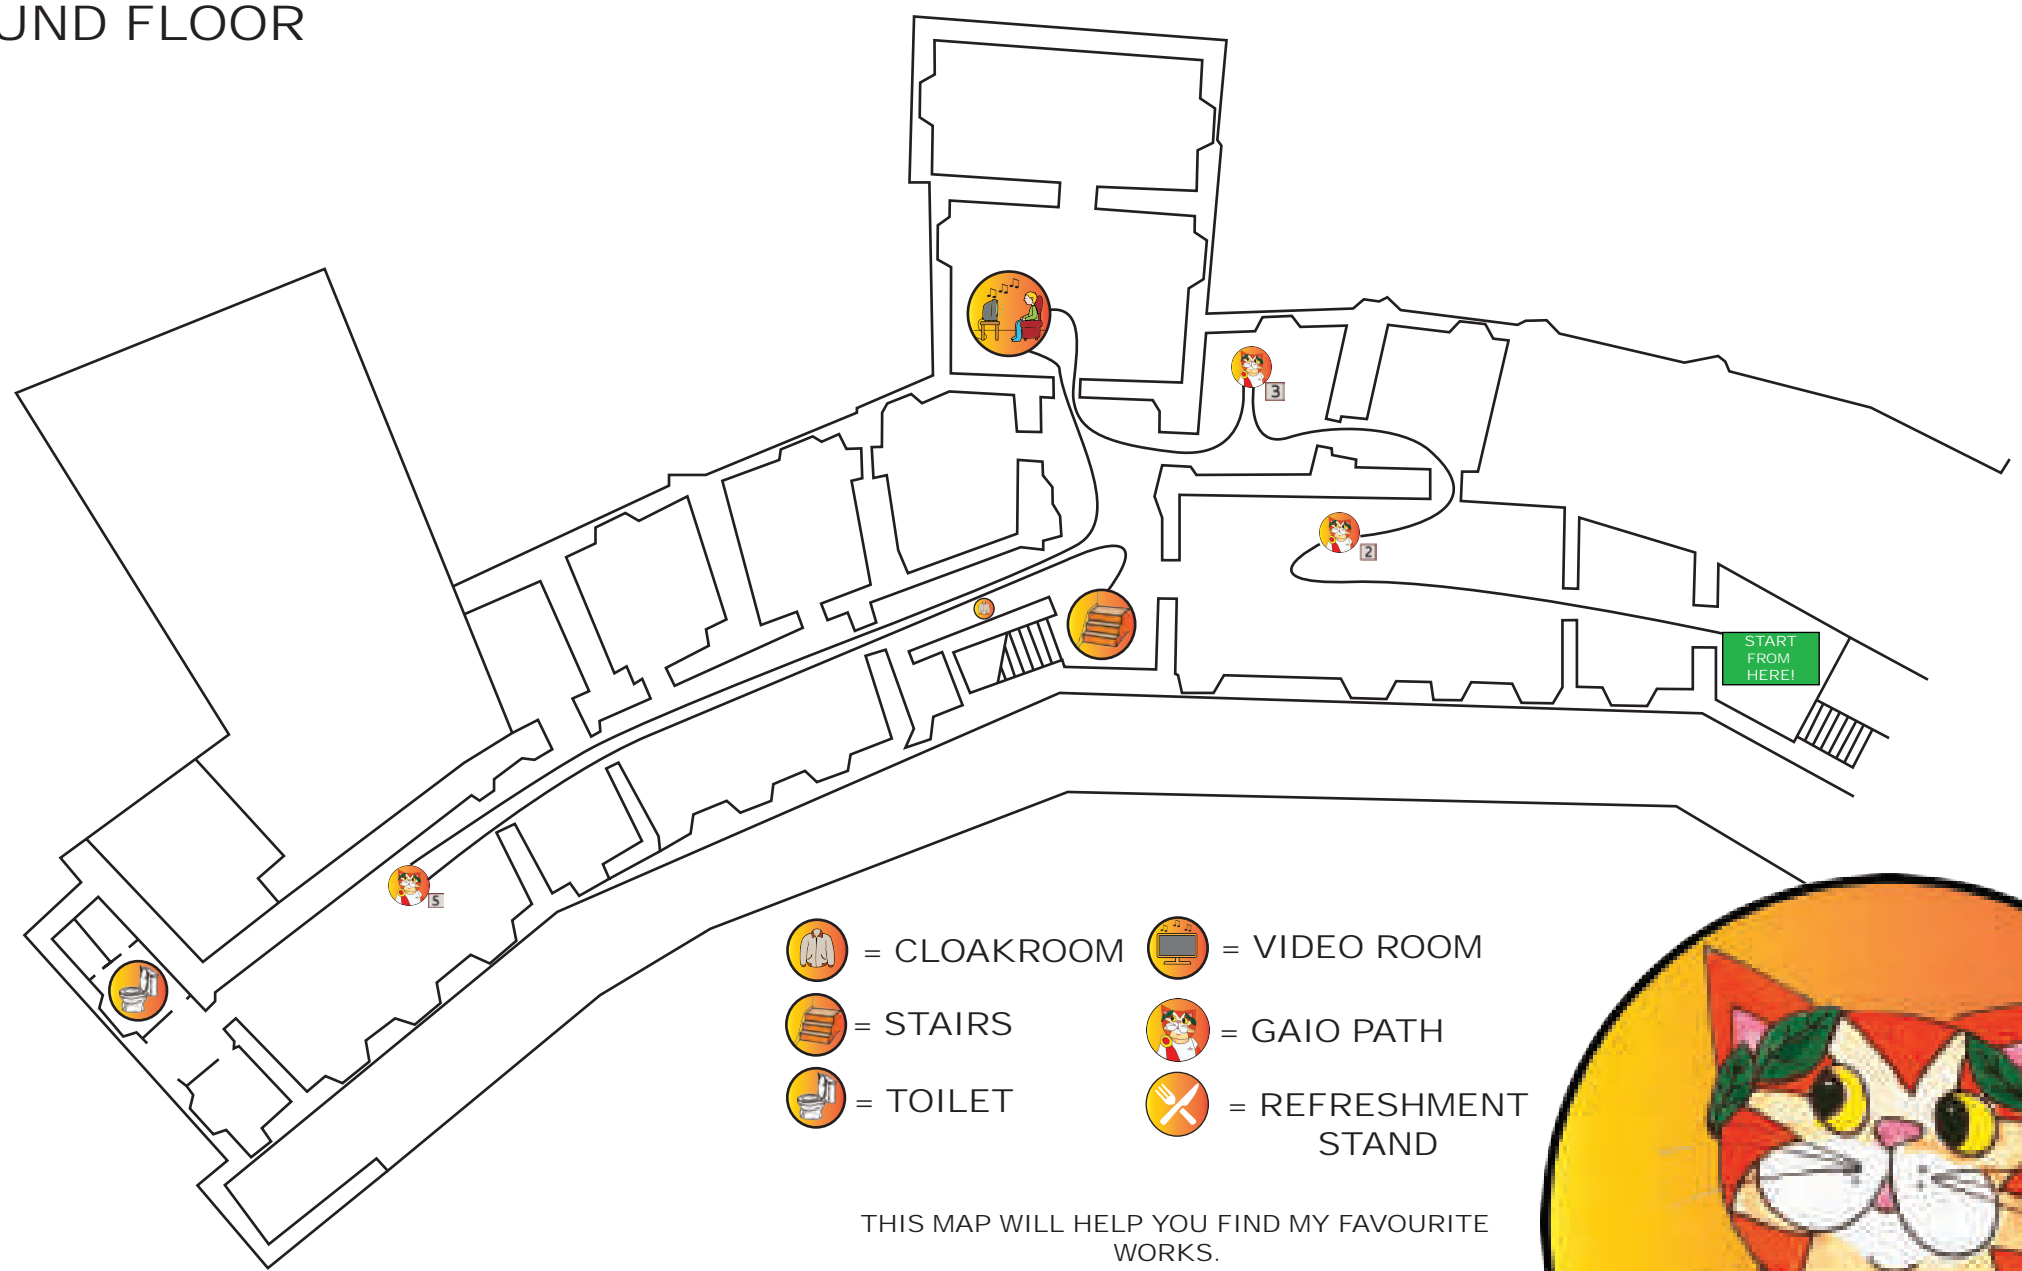 UND FLOOR
3
2
START
FROM
HERE!
5
= CLOAKROOM
= VIDEO ROOM
= STAIRS
= GAIO PATH
= TOILET
= REFRESHMENT
STAND
THIS MAP WILL HELP YOU FIND MY FAVOURITE
WORKS.